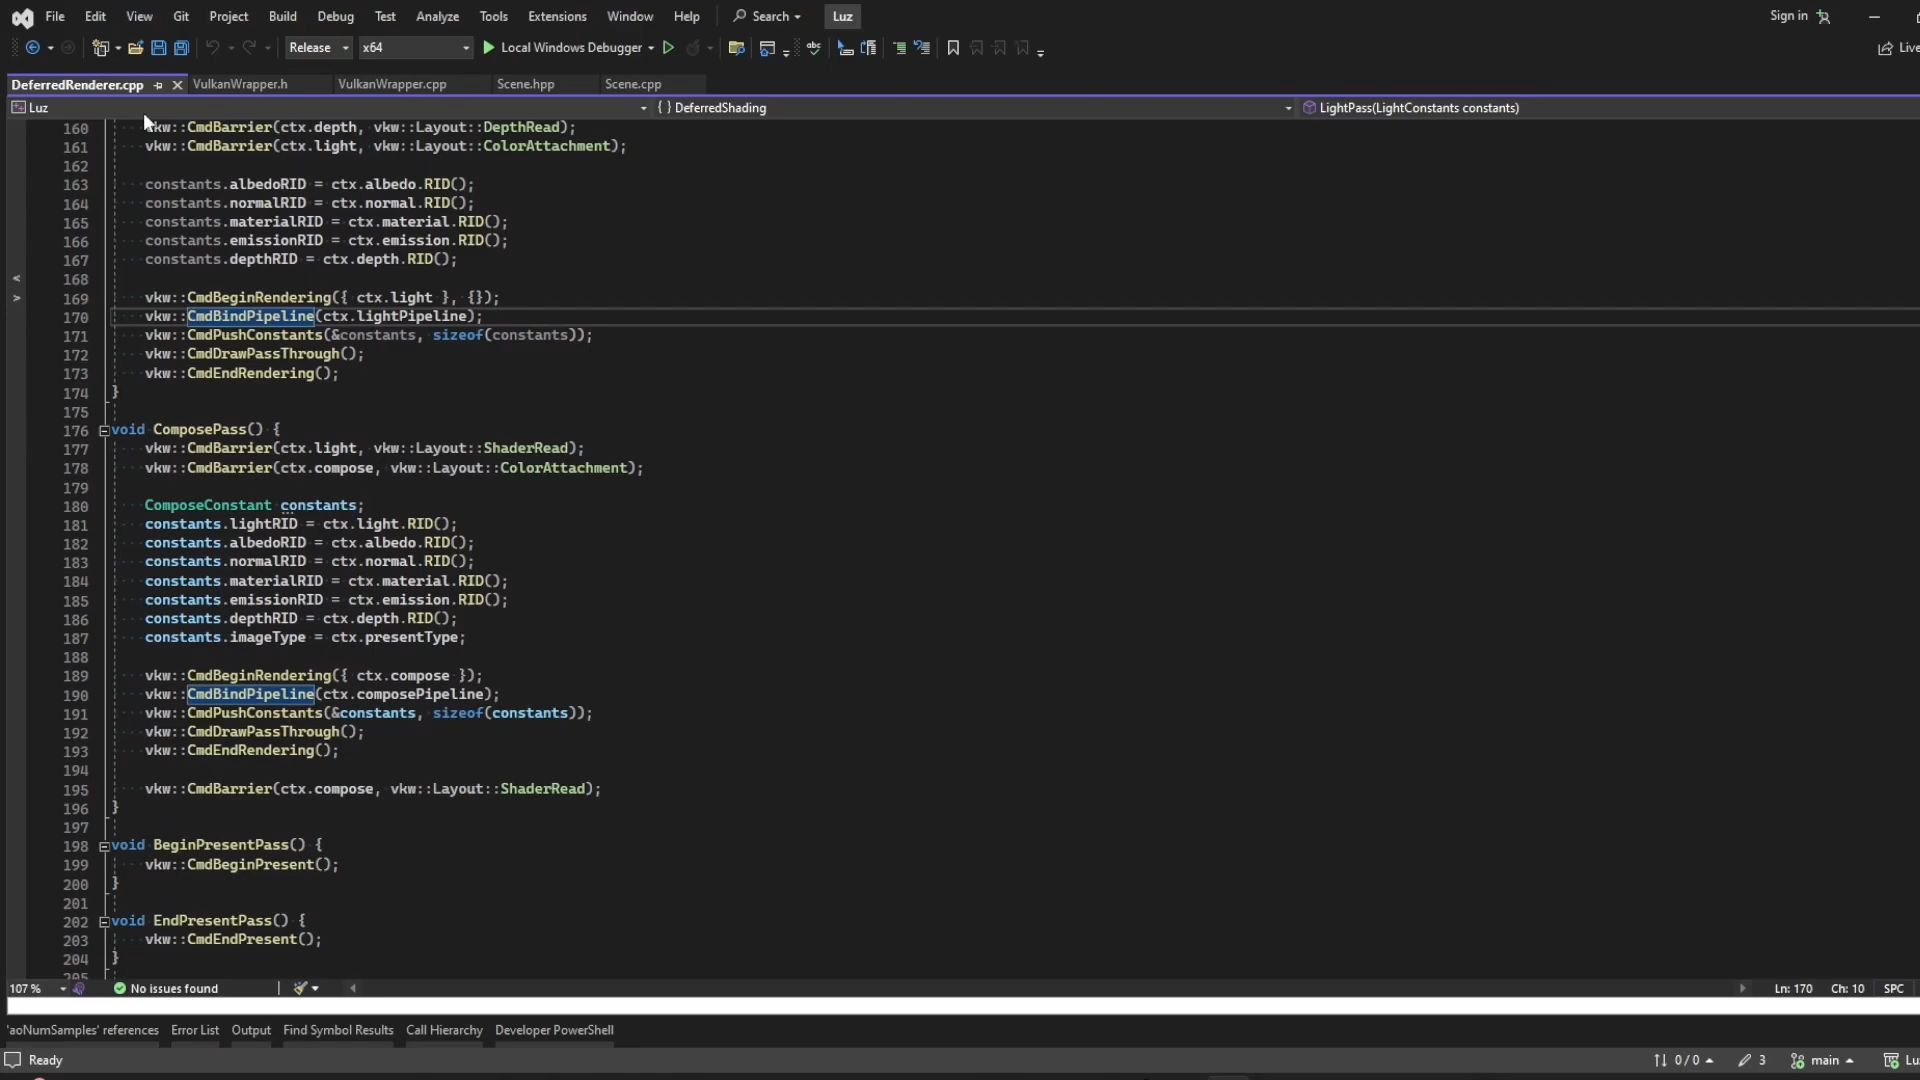 File Edit View Git Project Build Debug Test Analyze Tools Extensions Window Help Search Luz Sign in
Release x64 Local Windows Debugger Live
DeferredRenderer.cpp VulkanWrapper.h VulkanWrapper.cpp Scene.hpp Scene.cpp
Luz { } DeferredShading LightPass(LightConstants constants)
160 vkw::CmdBarrier(ctx.depth, vkw::Layout::DepthRead);
161 vkw::CmdBarrier(ctx.light, vkw::Layout::ColorAttachment);
162
163 constants.albedoRID = ctx.albedo.RID();
164 constants.normalRID = ctx.normal.RID();
165 constants.materialRID = ctx.material.RID();
166 constants.emissionRID = ctx.emission.RID();
167 constants.depthRID = ctx.depth.RID();
168
169 vkw::CmdBeginRendering({ ctx.light }, {});
170 vkw::CmdBindPipeline(ctx.lightPipeline);
171 vkw::CmdPushConstants(&constants, sizeof(constants));
172 vkw::CmdDrawPassThrough();
173 vkw::CmdEndRendering();
174 }
175
176 void ComposePass() {
177 vkw::CmdBarrier(ctx.light, vkw::Layout::ShaderRead);
178 vkw::CmdBarrier(ctx.compose, vkw::Layout::ColorAttachment);
179
180 ComposeConstant constants;
181 constants.lightRID = ctx.light.RID();
182 constants.albedoRID = ctx.albedo.RID();
183 constants.normalRID = ctx.normal.RID();
184 constants.materialRID = ctx.material.RID();
185 constants.emissionRID = ctx.emission.RID();
186 constants.depthRID = ctx.depth.RID();
187 constants.imageType = ctx.presentType;
188
189 vkw::CmdBeginRendering({ ctx.compose });
190 vkw::CmdBindPipeline(ctx.composePipeline);
191 vkw::CmdPushConstants(&constants, sizeof(constants));
192 vkw::CmdDrawPassThrough();
193 vkw::CmdEndRendering();
194
195 vkw::CmdBarrier(ctx.compose, vkw::Layout::ShaderRead);
196 }
197
198 void BeginPresentPass() {
199 vkw::CmdBeginPresent();
200 }
201
202 void EndPresentPass() {
203 vkw::CmdEndPresent();
204 }
205
107 % No issues found Ln: 170 Ch: 10 SPC
'aoNumSamples' references Error List Output Find Symbol Results Call Hierarchy Developer PowerShell
Ready 0 / 0 3 main Lu